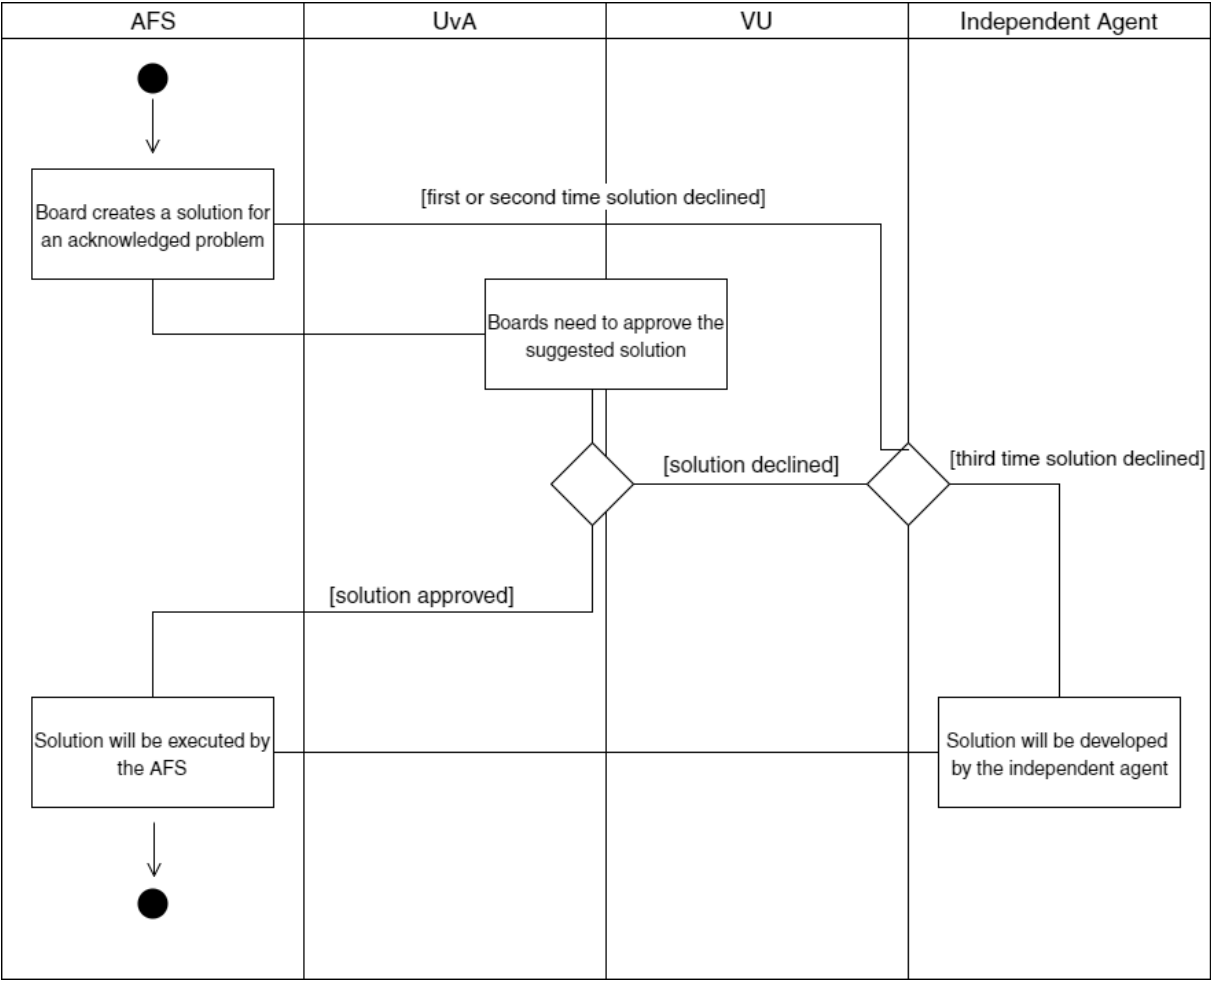 AFS
UvA
VU
Independent Agent
[first or second time solution declined]
Board creates a solution for
an acknowledged problem
Boards need to approve the
suggested solution
[solution declined]
[third time solution declined]
[solution approved]
Solution will be executed by
the AFS
Solution will be developed
by the independent agent